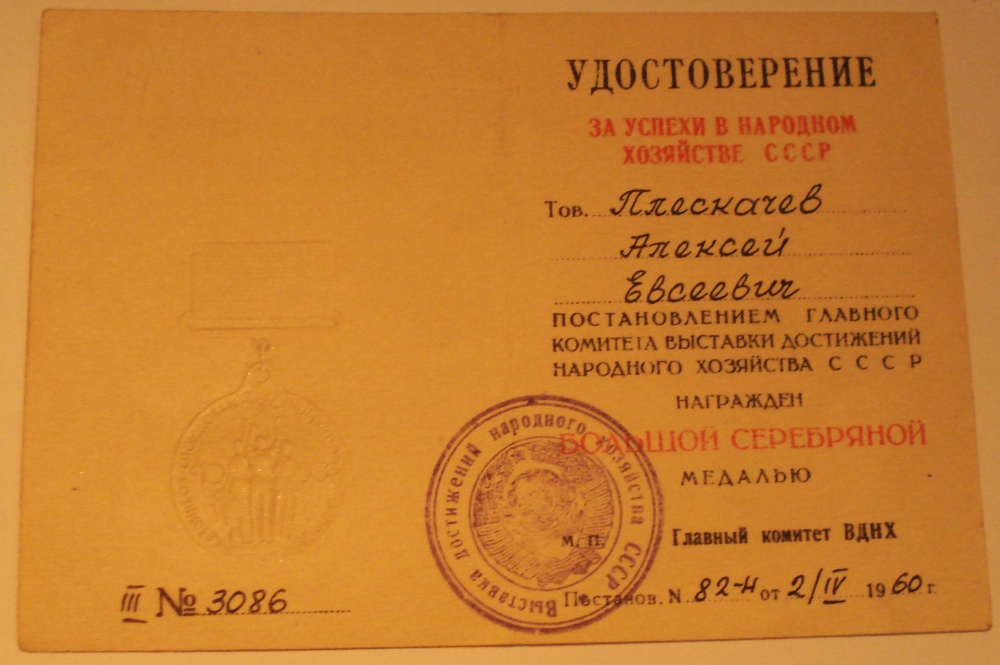 УДОСТОВЕРЕНИЕ
ЗА УСПЕХИ В НАРОДНОМ
ХОЗЯЙСТВЕ СССР
Тов. Плескачев
Алексей
Евсеевич
ПОСТАНОВЛЕНИЕМ ГЛАВНОГО
КОМИТЕТА ВЫСТАВКИ ДОСТИЖЕНИЙ
НАРОДНОГО ХОЗЯЙСТВА СССР
НАГРАЖДЕН
БОЛЬШОЙ СЕРЕБРЯНОЙ
МЕДАЛЬЮ
Главный комитет ВДНХ
М. П.
Выставка достижений народного хозяйства СССР
Постанов. N 82-н от 2/IV 1960 г.
III № 3086